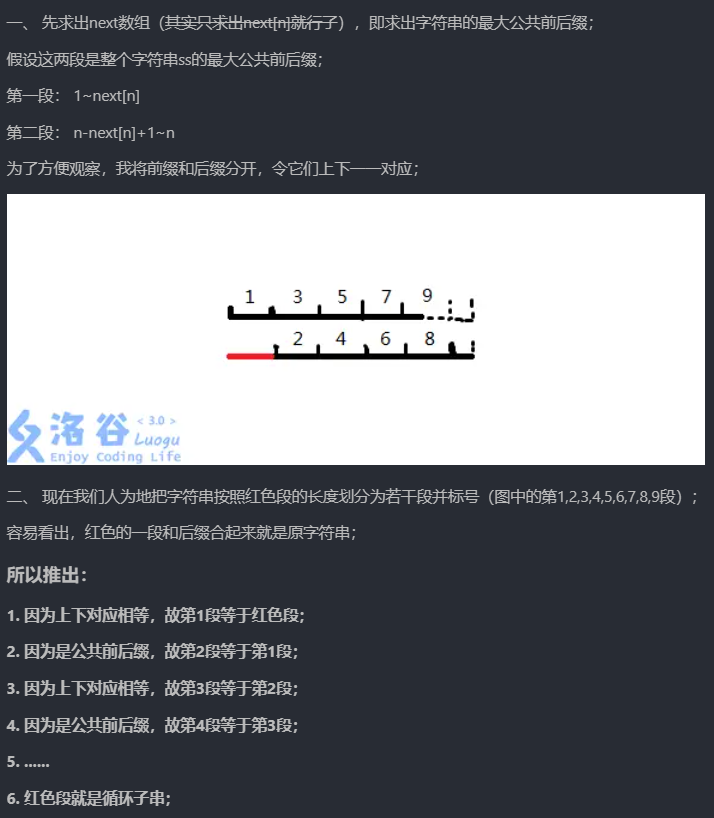 一、 先求出next数组（其实只求出next[n]就行了），即求出字符串的最大公共前后缀；
假设这两段是整个字符串ss的最大公共前后缀；
第一段： 1~next[n]
第二段： n-next[n]+1~n
为了方便观察，我将前缀和后缀分开，令它们上下一一对应；
1 3 5 7 9
2 4 6 8
洛谷 < 3.0 >
Luogu
Enjoy Coding Life
二、 现在我们人为地把字符串按照红色段的长度划分为若干段并标号（图中的第1,2,3,4,5,6,7,8,9段）；
容易看出，红色的一段和后缀合起来就是原字符串；
所以推出：
1. 因为上下对应相等，故第1段等于红色段；
2. 因为是公共前后缀，故第2段等于第1段；
3. 因为上下对应相等，故第3段等于第2段；
4. 因为是公共前后缀，故第4段等于第3段；
5. ......
6. 红色段就是循环子串；